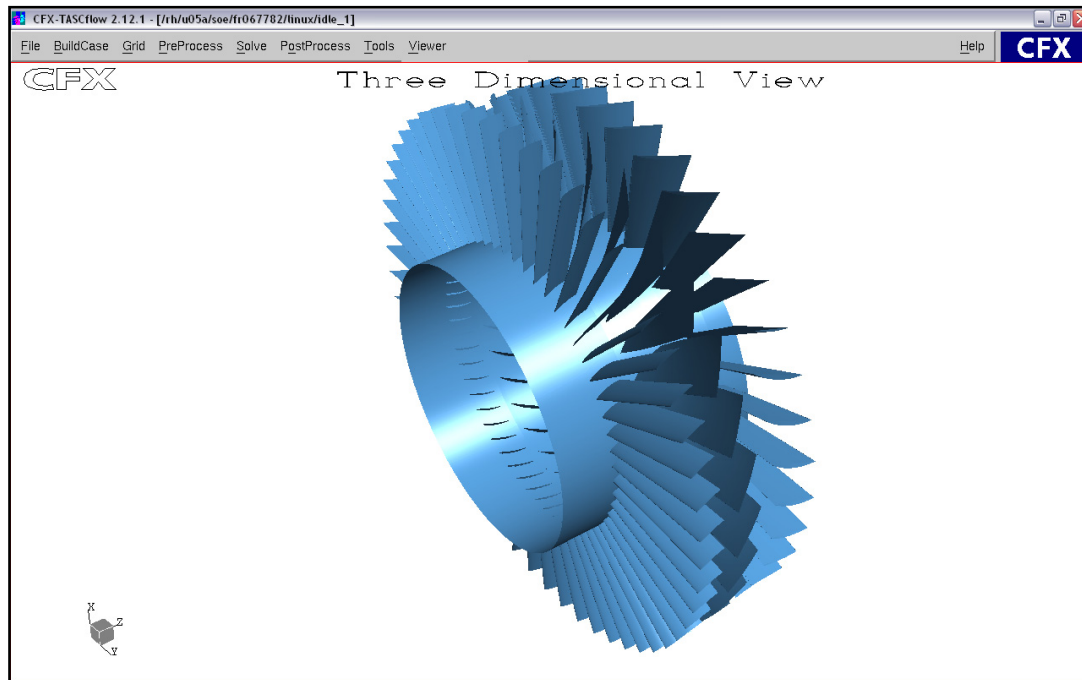 CFX-TASCflow 2.12.1 - [/rh/u05a/soe/fr067782/linux/idle_1]
File BuildCase Grid PreProcess Solve PostProcess Tools Viewer Help CFX
CFX Three Dimensional View
X
Z
Y